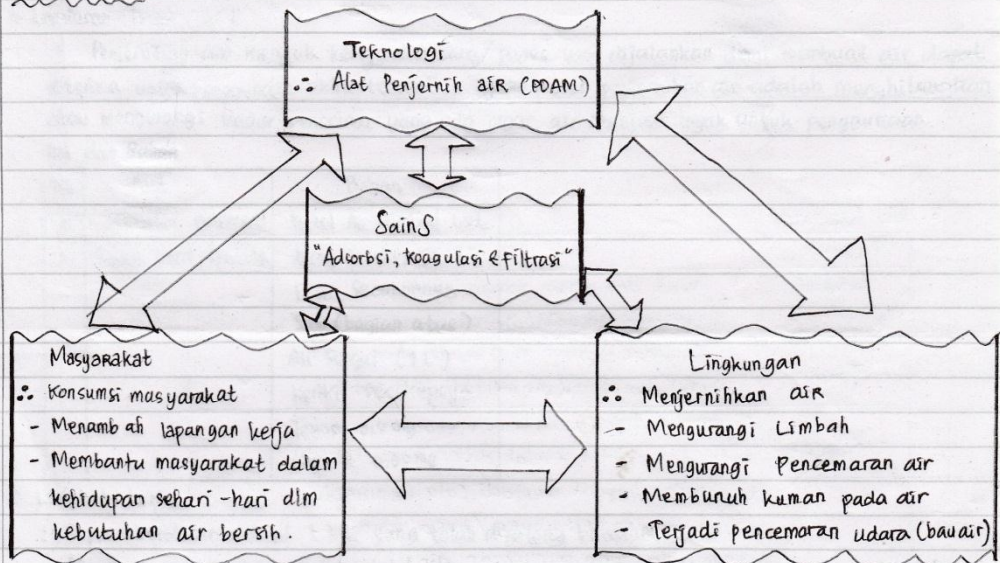 Teknologi
∴ Alat Penjernih aiR (PDAM)
Sains
"Adsorbsi, Koagulasi & Filtrasi"
Masyarakat
∴ Konsumsi masyarakat
- Menambah lapangan kerja
- Membantu masyarakat dalam
kehidupan sehari-hari dlm
kebutuhan air bersih.
Lingkungan
∴ Menjernihkan aiR
- Mengurangi Limbah
- Mengurangi Pencemaran air
- Membunuh kuman pada air
- Terjadi pencemaran udara (bau air)